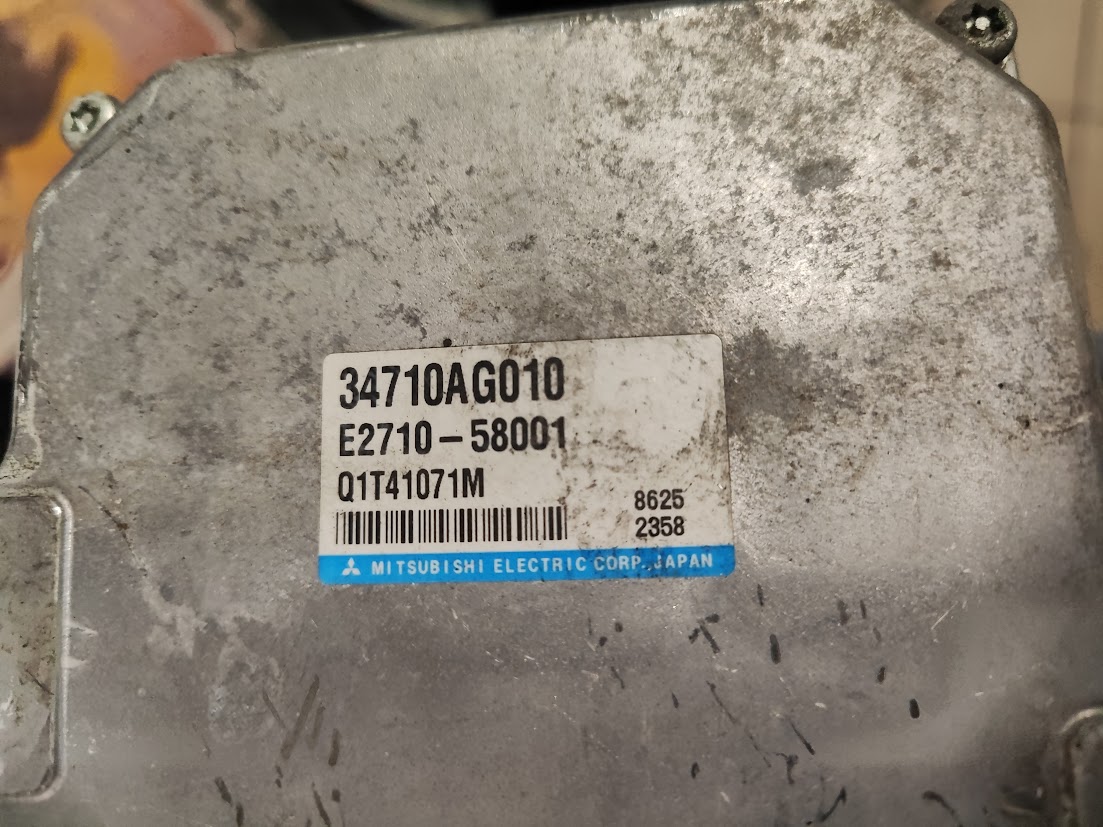 34710AG010
E2710-58001
Q1T41071M
8625
2358
MITSUBISHI ELECTRIC CORP., JAPAN